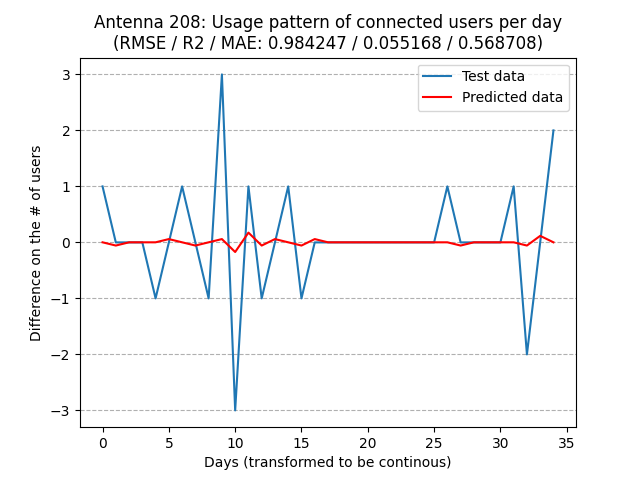 Antenna 208: Usage pattern of connected users per day
(RMSE / R2 / MAE: 0.984247 / 0.055168 / 0.568708)
Test data
Predicted data
Difference on the # of users
3
2
1
0
−1
−2
−3
0 5 10 15 20 25 30 35
Days (transformed to be continous)